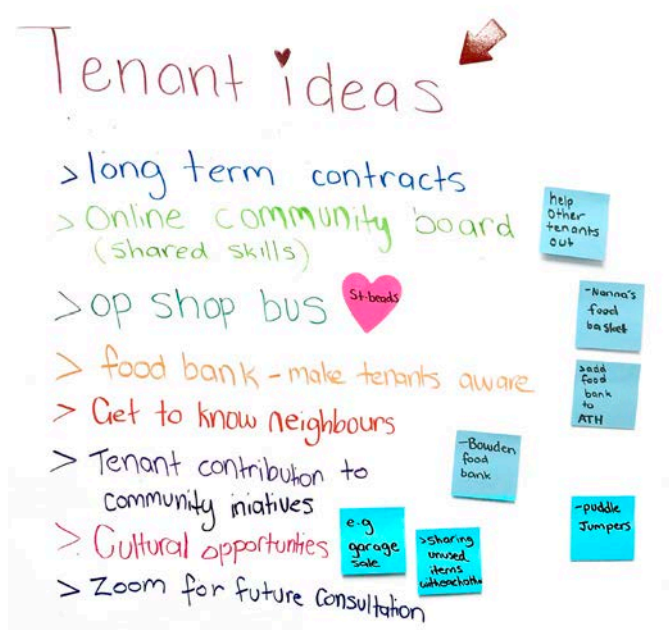 Tenant ideas
> long term contracts
> Online community board
(shared skills)
help
other
tenants
out
> op shop bus
St-beads
-Nanna's
food
basket
> food bank - make tenants aware
>add
food
bank
to
ATH
> Get to know neighbours
> Tenant contribution to
community iniatives
-Bowden
food
bank
> Cultural opportunties
e.g
garage
sale
>Sharing
unused
items
-puddle
Jumpers
> Zoom for future consultation